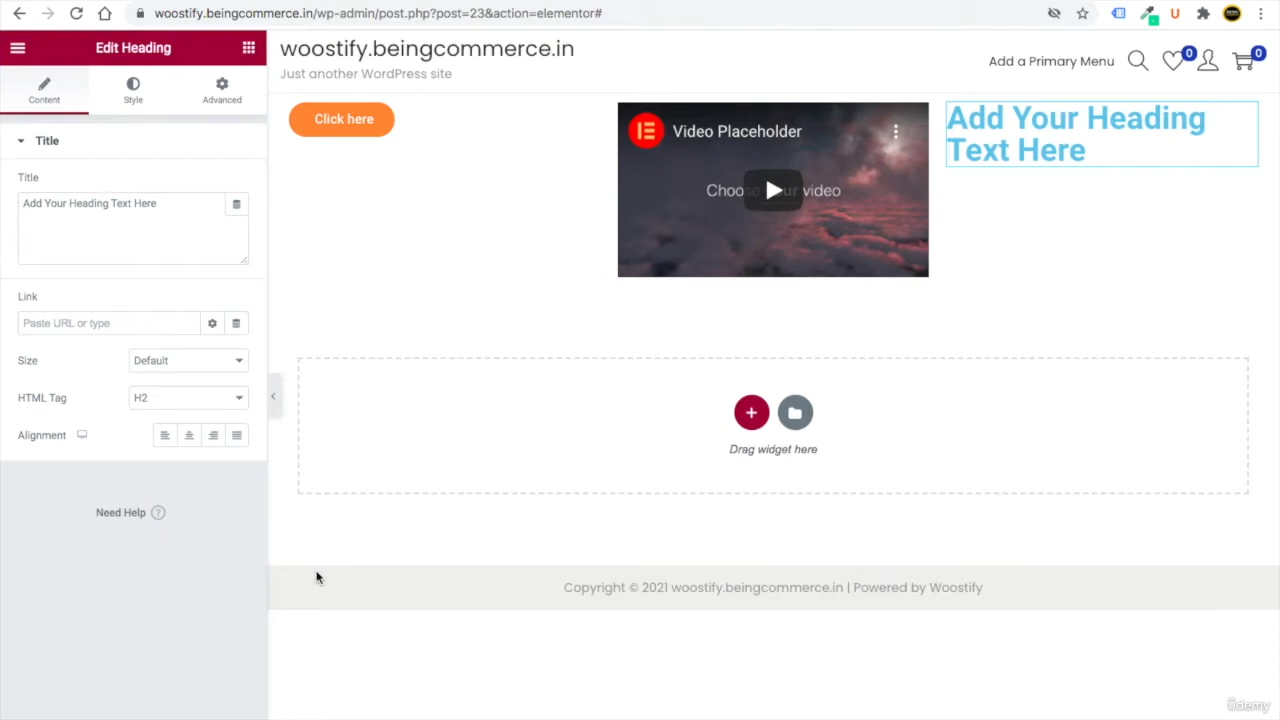 woostify.beingcommerce.in/wp-admin/post.php?post=23&action=elementor#
Edit Heading
Content
Style
Advanced
Title
Title
Add Your Heading Text Here
Link
Paste URL or type
Size
Default
HTML Tag
H2
Alignment
Need Help ?
woostify.beingcommerce.in
Just another WordPress site
Add a Primary Menu
0
0
Click here
Video Placeholder
Choose your video
Add Your Heading
Text Here
Drag widget here
Copyright © 2021 woostify.beingcommerce.in | Powered by Woostify
ûdemy